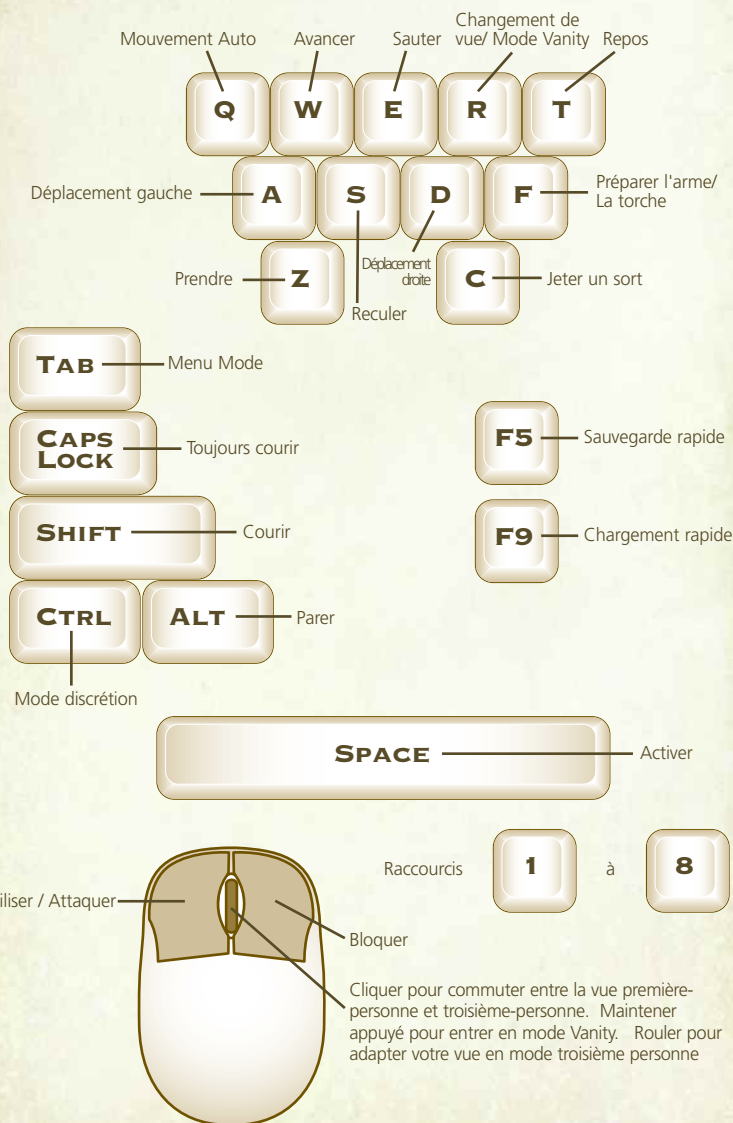 Changement de
Mouvement Auto Avancer Sauter vue/ Mode Vanity Repos
Q W E R T
Déplacement gauche A S D F Préparer l'arme/
La torche
Prendre Z Déplacement
droite C Jeter un sort
Reculer
TAB Menu Mode
CAPS
LOCK Toujours courir
F5 Sauvegarde rapide
SHIFT Courir
F9 Chargement rapide
CTRL ALT Parer
Mode discrétion
SPACE Activer
Raccourcis 1 à 8
iliser / Attaquer
Bloquer
Cliquer pour commuter entre la vue première-
personne et troisième-personne. Maintener
appuyé pour entrer en mode Vanity. Rouler pour
adapter votre vue en mode troisième personne